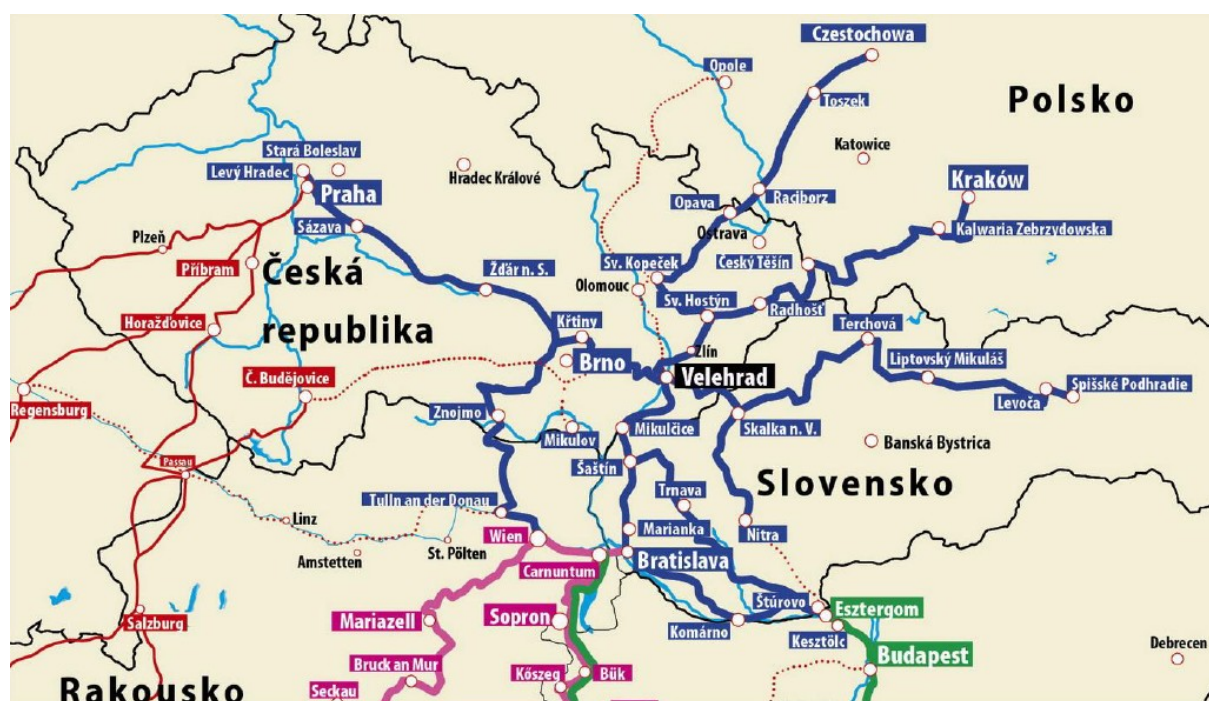 Czestochowa
Opole
Toszek
Polsko
Katowice
Stará Boleslav
Levý Hradec
Hradec Králové
Praha
Kraków
Opava
Raciborz
Sázava
Ostrava
Kalwaria Zebrzydowska
Plzeň
Příbram
Česká
republika
Žďár n. S.
Sv. Kopeček
Český Těšín
Olomouc
Sv. Hostýn
Radhošť
Horažďovice
Křtiny
Terchová
Zlín
Liptovský Mikuláš
Č. Budějovice
Brno
Velehrad
Spišské Podhradie
Levoča
Regensburg
Znojmo
Mikulov
Mikulčice
Skalka n. V.
Banská Bystrica
Passau
Šaštín
Slovensko
Trnava
Tulln an der Donau
Linz
Wien
Marianka
Nitra
Amstetten
St. Pölten
Carnuntum
Bratislava
Štúrovo
Esztergom
Salzburg
Mariazell
Sopron
Komárno
Kesztölc
Debrecen
Budapest
Bruck an Mur
Kőszeg
Bük
Rakousko
Seckau